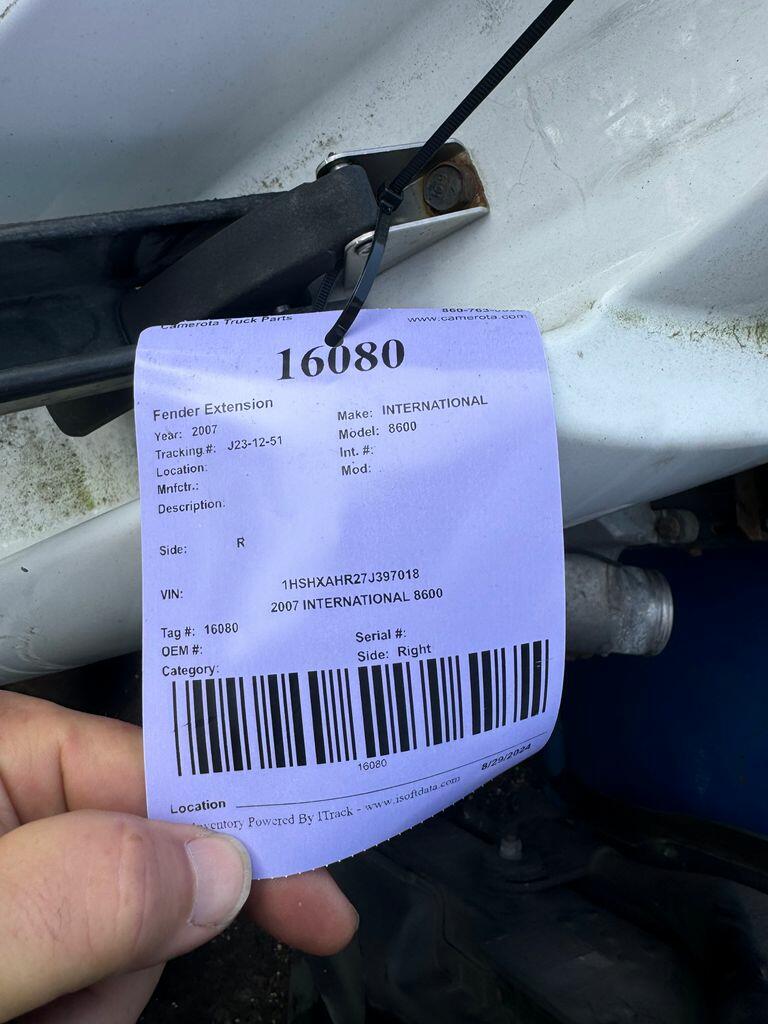 Camerota Truck Parts
www.camerota.com
16080
Fender Extension
Year: 2007
Make: INTERNATIONAL
Tracking #: J23-12-51
Model: 8600
Location:
Int. #:
Mnfctr.:
Mod:
Description:
Side: R
VIN: 1HSHXAHR27J397018
2007 INTERNATIONAL 8600
Tag #: 16080
Serial #:
OEM #:
Side: Right
Category:
16080
Location
8/29/2024
Inventory Powered By ITrack - www.isoftdata.com